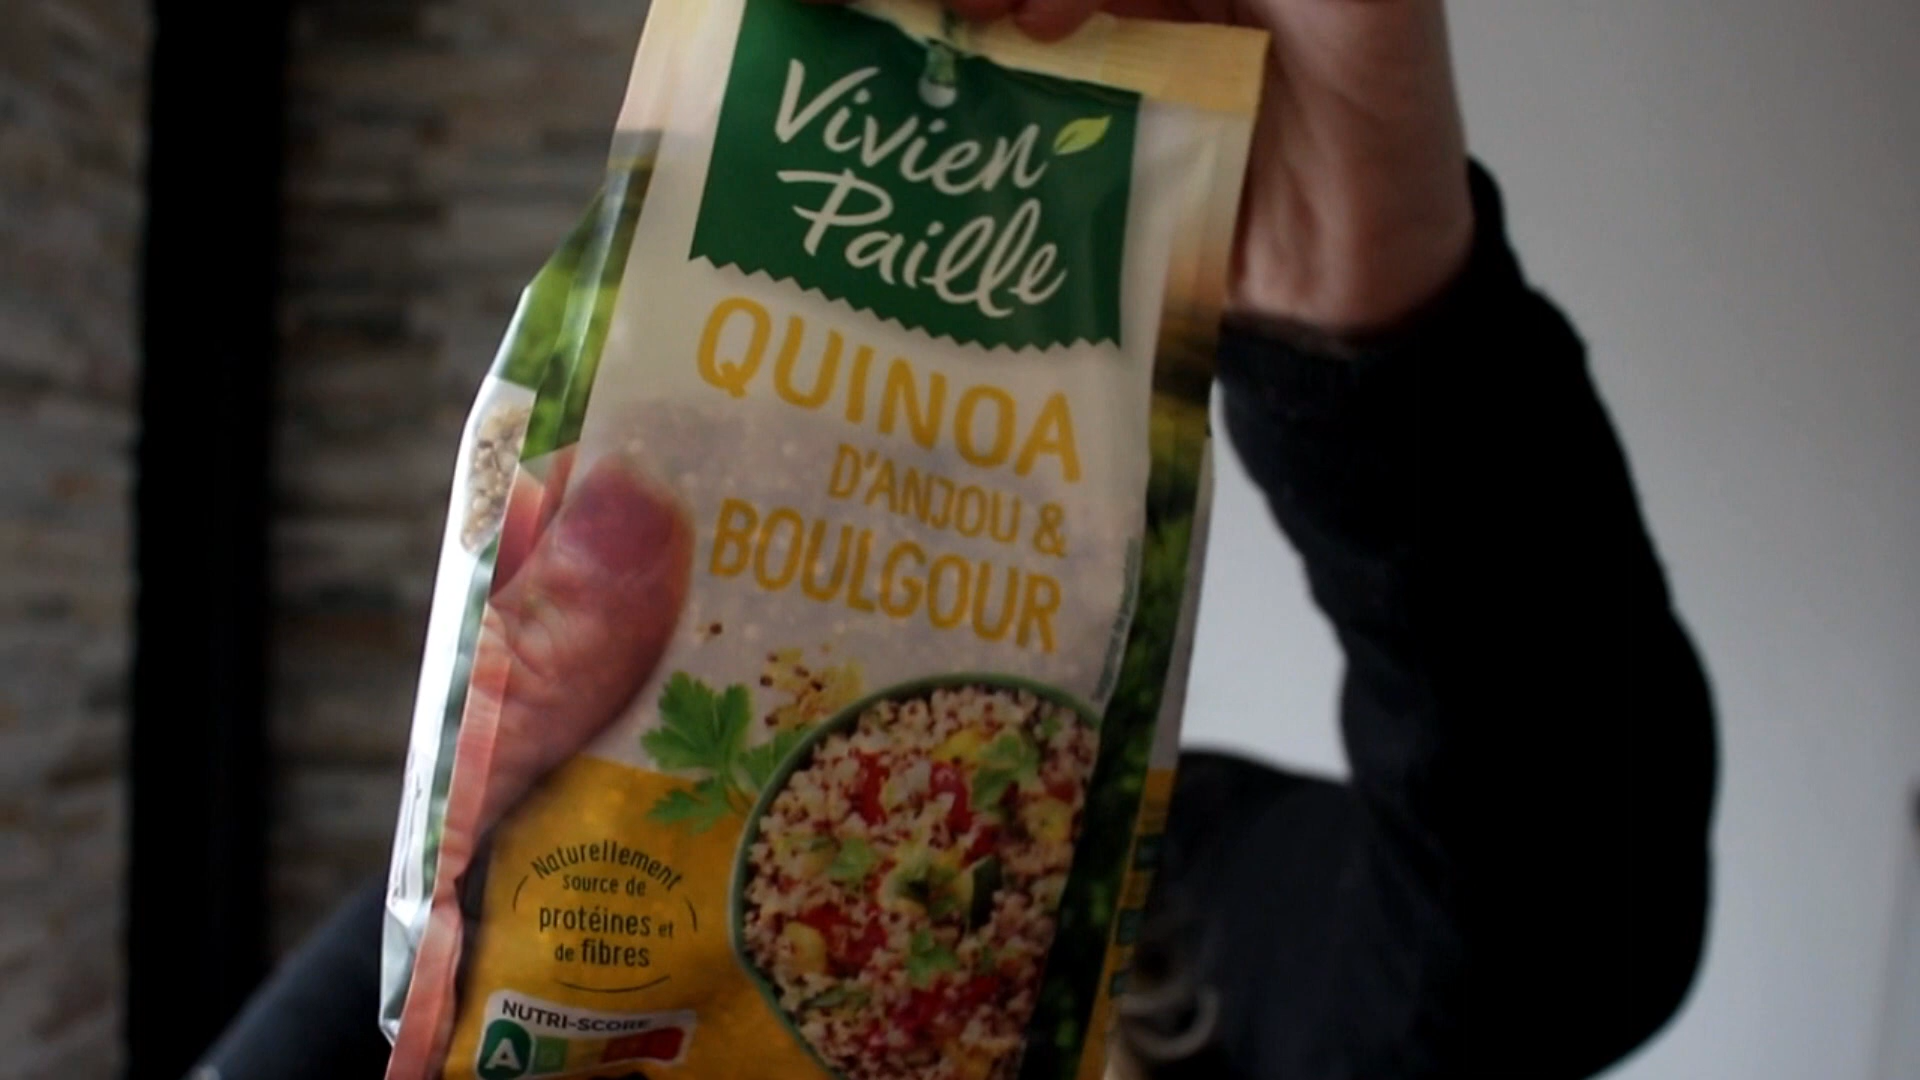 Vivien
Paille
QUINOA
D'ANJOU &
BOULGOUR
Naturellement
source de
protéines et
de fibres
NUTRI-SCORE
A